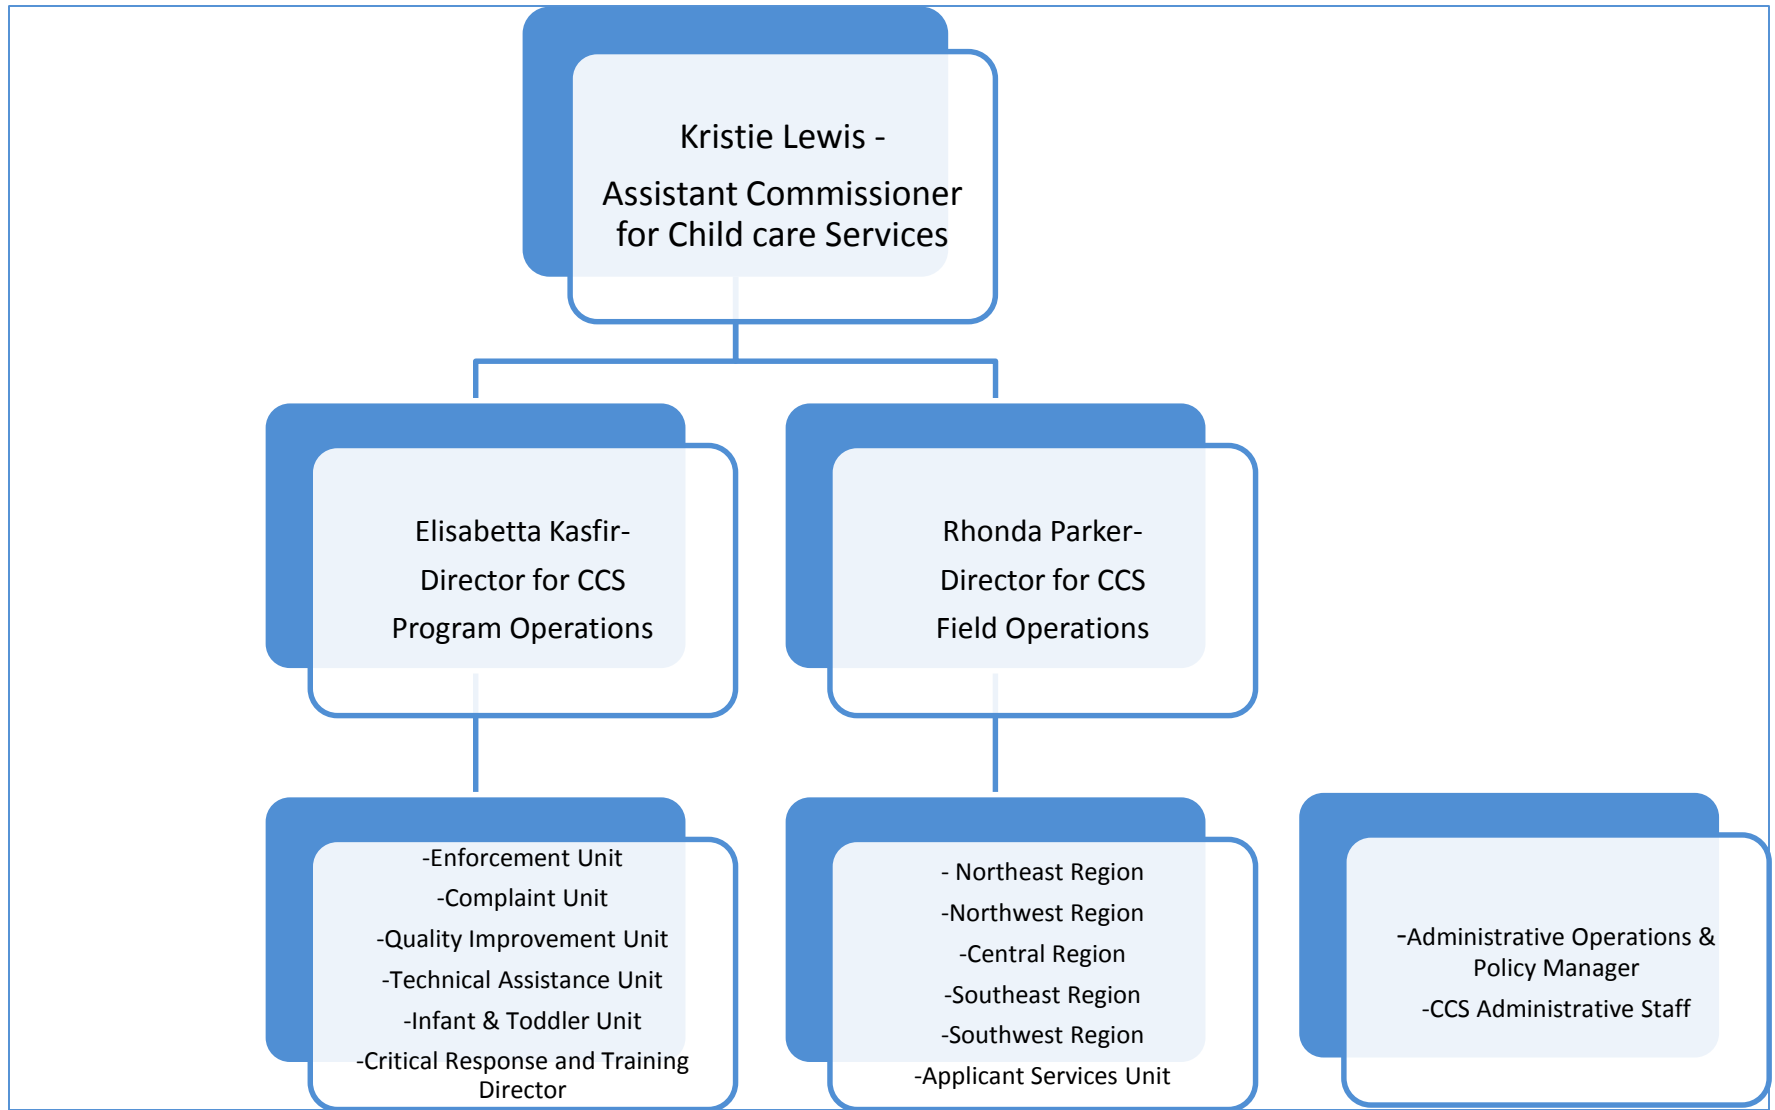 Kristie Lewis -
Assistant Commissioner
for Child care Services
Elisabetta Kasfir-
Director for CCS
Program Operations
Rhonda Parker-
Director for CCS
Field Operations
-Enforcement Unit
-Complaint Unit
-Quality Improvement Unit
-Technical Assistance Unit
-Infant & Toddler Unit
-Critical Response and Training
Director
- Northeast Region
-Northwest Region
-Central Region
-Southeast Region
-Southwest Region
-Applicant Services Unit
-Administrative Operations &
Policy Manager
-CCS Administrative Staff